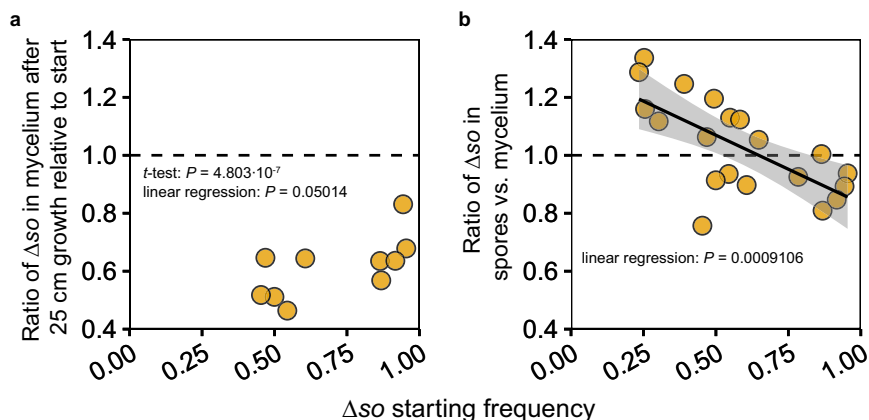 a
Ratio of Δso in mycelium after
25 cm growth relative to start
1.4
1.2
1.0
0.8
0.6
0.4
t-test: P = 4.803·10⁻⁷
linear regression: P = 0.05014
0.00
0.25
0.50
0.75
1.00
b
Ratio of Δso in
spores vs. mycelium
1.4
1.2
1.0
0.8
0.6
0.4
linear regression: P = 0.0009106
0.00
0.25
0.50
0.75
1.00
Δso starting frequency